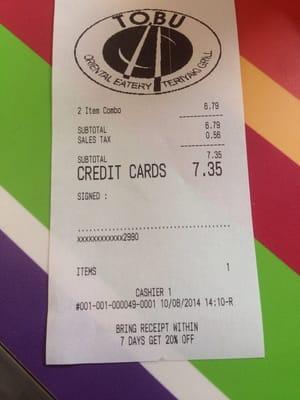 TOBU
ORIENTAL EATERY TERIYAKI GRILL
2 Item Combo 6.79
SUBTOTAL 6.79
SALES TAX 0.56
SUBTOTAL 7.35
CREDIT CARDS 7.35
SIGNED :
xxxxxxxxxxxx2990
ITEMS 1
CASHIER 1
#001-001-000049-0001 10/08/2014 14:10-R
BRING RECEIPT WITHIN
7 DAYS GET 20% OFF